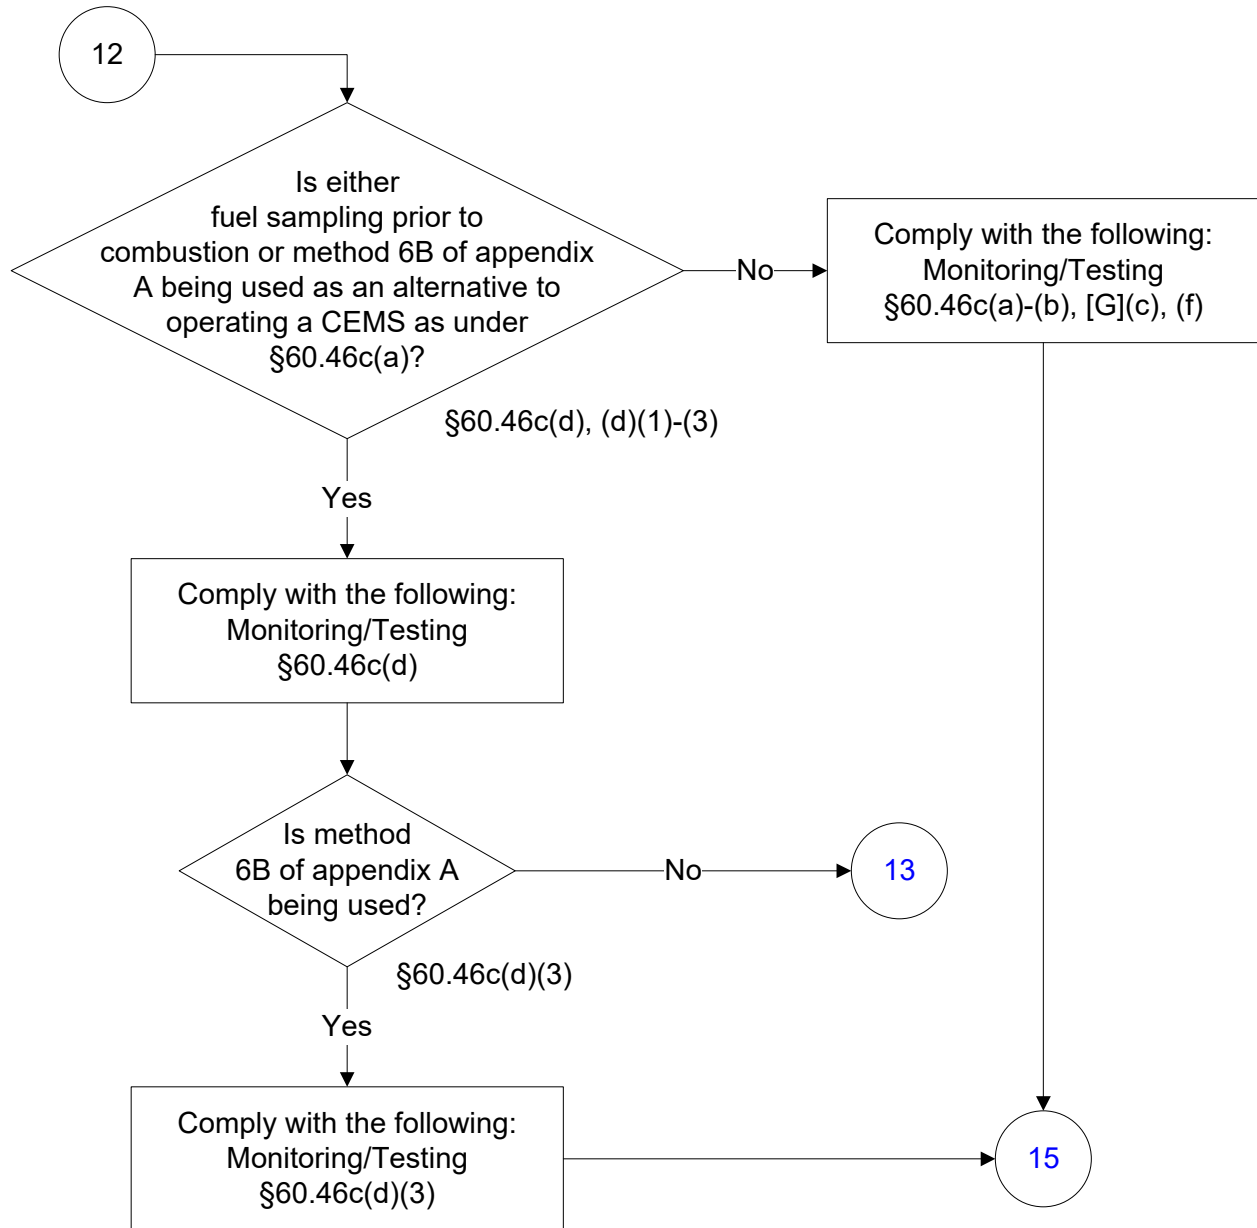 12
Is either
fuel sampling prior to
combustion or method 6B of appendix
A being used as an alternative to
operating a CEMS as under
§60.46c(a)?
No
Comply with the following:
Monitoring/Testing
§60.46c(a)-(b), [G](c), (f)
§60.46c(d), (d)(1)-(3)
Yes
Comply with the following:
Monitoring/Testing
§60.46c(d)
Is method
6B of appendix A
being used?
No
13
§60.46c(d)(3)
Yes
Comply with the following:
Monitoring/Testing
§60.46c(d)(3)
15